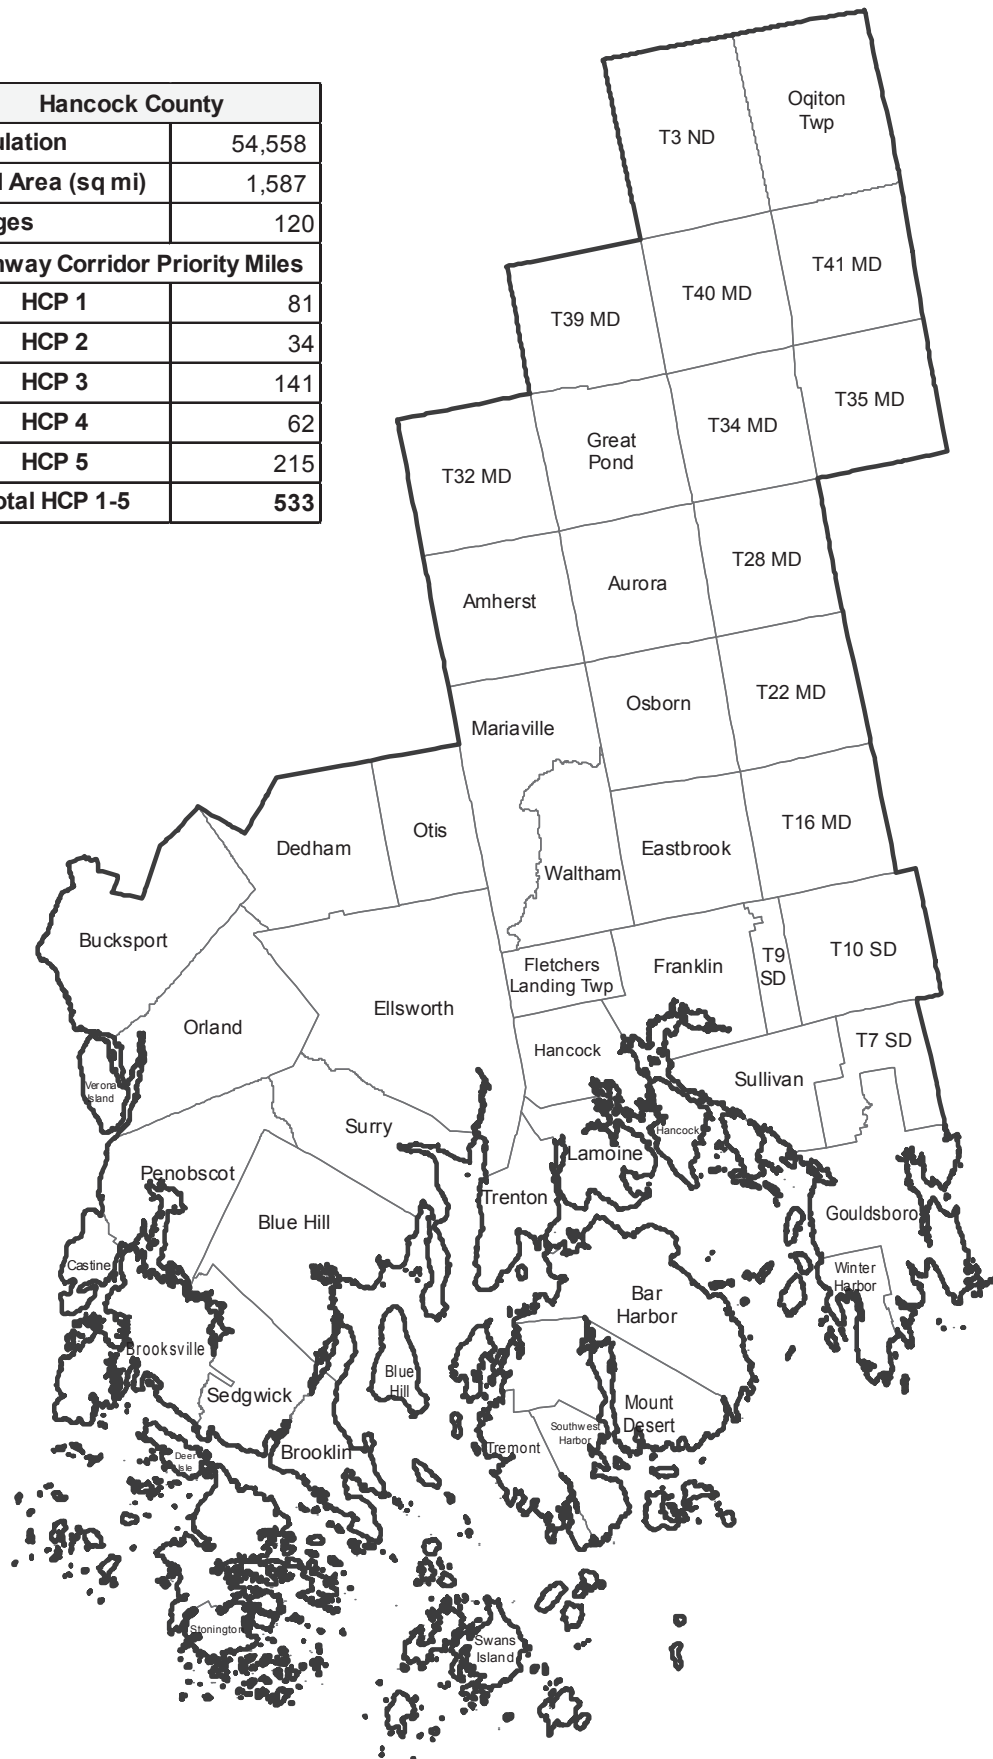 Hancock County
ulation 54,558
l Area (sq mi) 1,587
ges 120
hway Corridor Priority Miles
HCP 1 81
HCP 2 34
HCP 3 141
HCP 4 62
HCP 5 215
otal HCP 1-5 533
Oqiton
Twp
T3 ND
T41 MD
T40 MD
T39 MD
T35 MD
T34 MD
Great
Pond
T32 MD
T28 MD
Aurora
Amherst
T22 MD
Osborn
Mariaville
T16 MD
Otis
Dedham
Eastbrook
Waltham
Bucksport
T10 SD
T9
SD
Franklin
Fletchers
Landing Twp
Ellsworth
Orland
T7 SD
Hancock
Sullivan
Verona
Island
Surry
Hancock
Lamoine
Penobscot
Trenton
Gouldsboro
Blue Hill
Castine
Winter
Harbor
Bar
Harbor
Brooksville
Blue
Hill
Sedgwick
Mount
Desert
Southwest
Harbor
Tremont
Brooklin
Deer
Isle
Stonington
Swans
Island